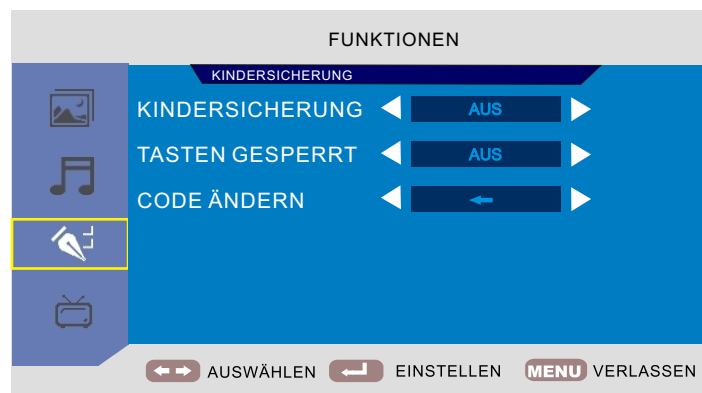 FUNKTIONEN
KINDERSICHERUNG
KINDERSICHERUNG AUS
TASTEN GESPERRT AUS
CODE ÄNDERN
AUSWÄHLEN EINSTELLEN MENU VERLASSEN